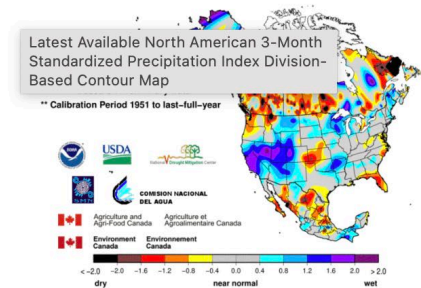 Latest Available North American 3-Month
Standardized Precipitation Index Division-
Based Contour Map
** Calibration Period 1951 to last-full-year
NOAA
USDA
National Drought Mitigation Center
COMISION NACIONAL
DEL AGUA
Agriculture and Agriculture et
Agri-Food Canada Agroalimentaire Canada
Environment Environnement
Canada Canada
< -2.0 -2.0 -1.6 -1.2 -0.8 -0.4 0.0 0.4 0.8 1.2 1.6 2.0 > 2.0
dry near normal wet